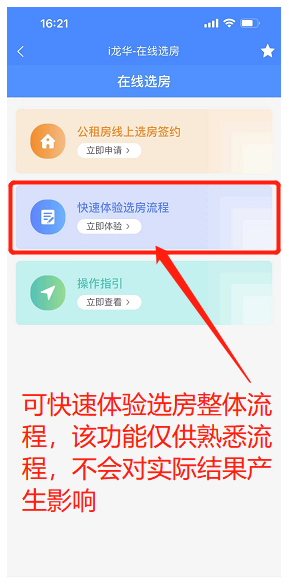 16:21
i龙华-在线选房
在线选房
公租房线上选房签约
立即申请 >
快速体验选房流程
立即体验 >
操作指引
立即查看 >
可快速体验选房整体流
程，该功能仅供熟悉流
程，不会对实际结果产
生影响